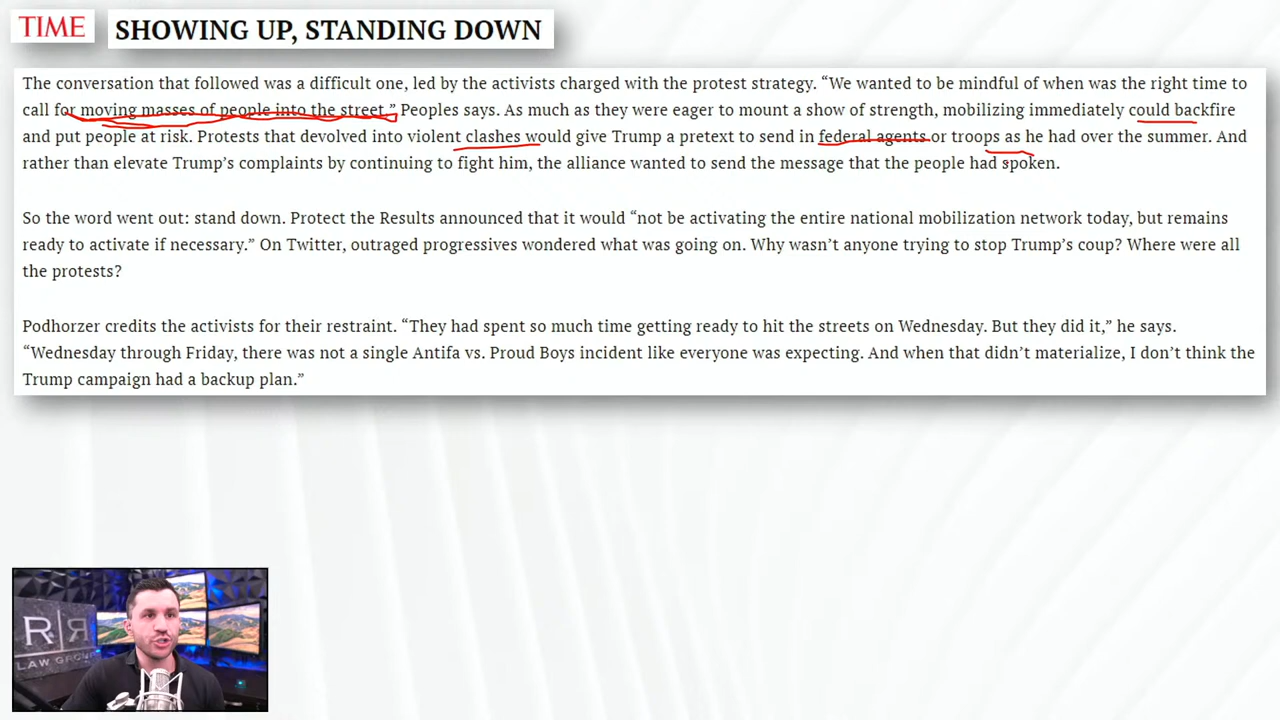 TIME
SHOWING UP, STANDING DOWN
The conversation that followed was a difficult one, led by the activists charged with the protest strategy. “We wanted to be mindful of when was the right time to
call for moving masses of people into the street,” Peoples says. As much as they were eager to mount a show of strength, mobilizing immediately could backfire
and put people at risk. Protests that devolved into violent clashes would give Trump a pretext to send in federal agents or troops as he had over the summer. And
rather than elevate Trump’s complaints by continuing to fight him, the alliance wanted to send the message that the people had spoken.
So the word went out: stand down. Protect the Results announced that it would “not be activating the entire national mobilization network today, but remains
ready to activate if necessary.” On Twitter, outraged progressives wondered what was going on. Why wasn’t anyone trying to stop Trump’s coup? Where were all
the protests?
Podhorzer credits the activists for their restraint. “They had spent so much time getting ready to hit the streets on Wednesday. But they did it,” he says.
“Wednesday through Friday, there was not a single Antifa vs. Proud Boys incident like everyone was expecting. And when that didn’t materialize, I don’t think the
Trump campaign had a backup plan.”
R|R
LAW GROUP